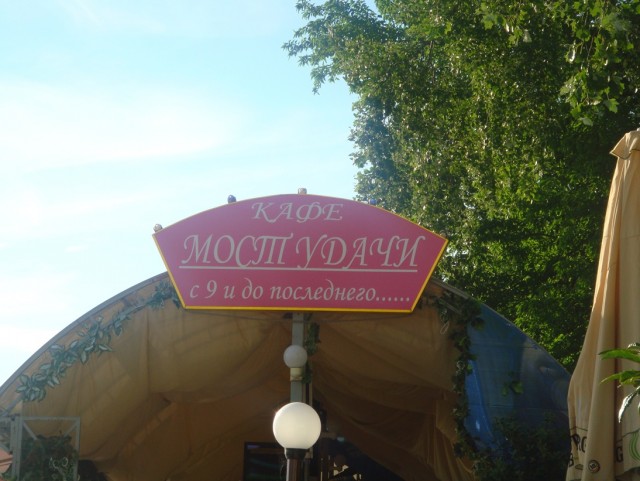 КАФЕ
МОСТ УДАЧИ
с 9 и до последнего......